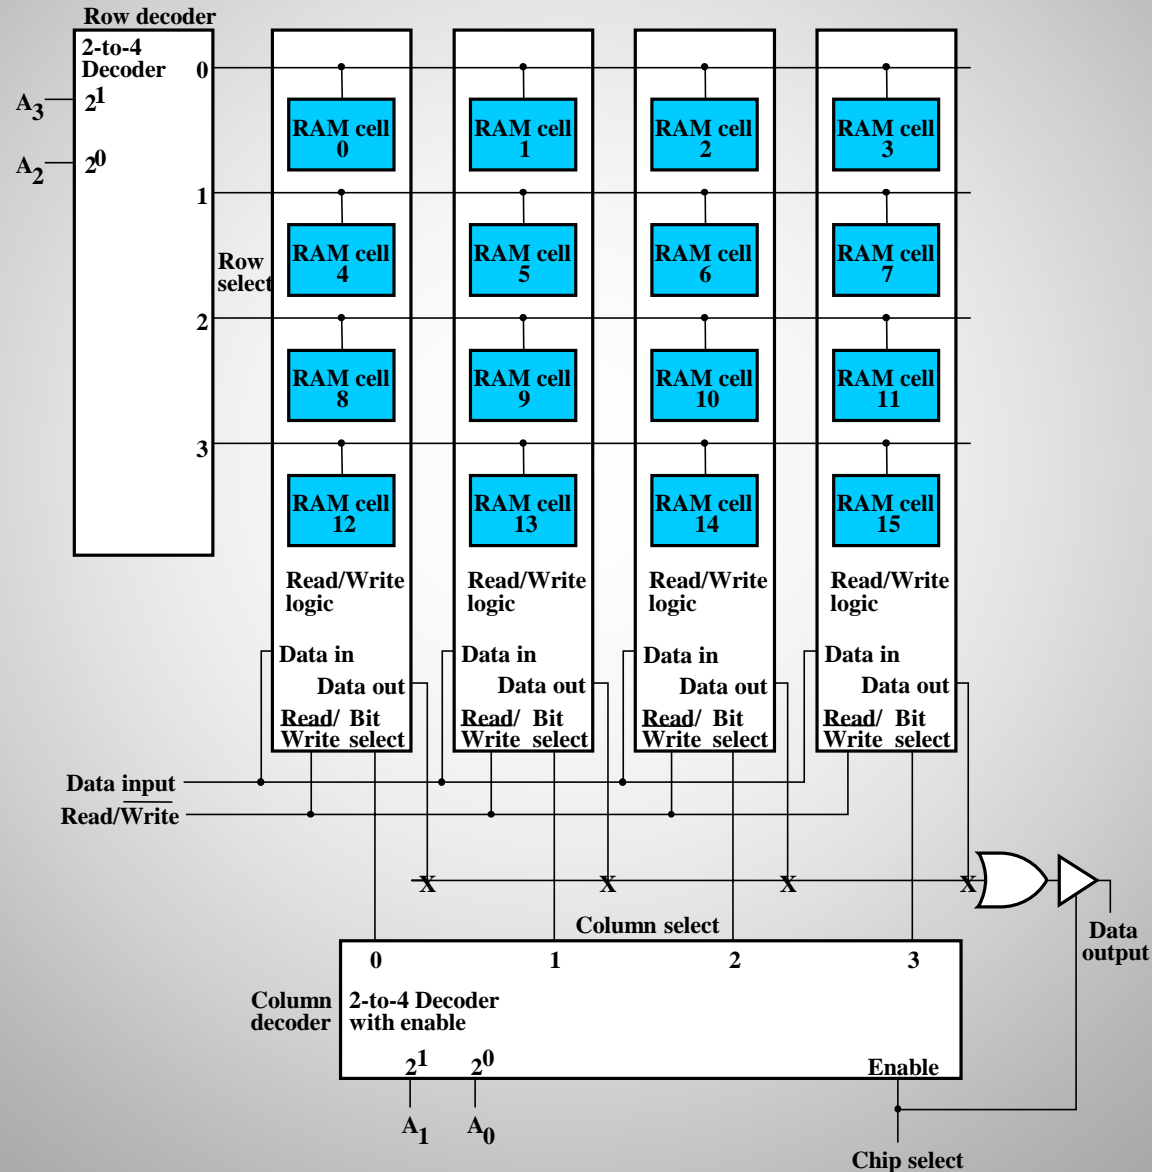 Row decoder
2-to-4
Decoder
A3
2^1
A2
2^0
0
1
2
3
Row
select
RAM cell
0
RAM cell
1
RAM cell
2
RAM cell
3
RAM cell
4
RAM cell
5
RAM cell
6
RAM cell
7
RAM cell
8
RAM cell
9
RAM cell
10
RAM cell
11
RAM cell
12
RAM cell
13
RAM cell
14
RAM cell
15
Read/Write
logic
Read/Write
logic
Read/Write
logic
Read/Write
logic
Data in
Data out
Read/ Bit
Write select
Data in
Data out
Read/ Bit
Write select
Data in
Data out
Read/ Bit
Write select
Data in
Data out
Read/ Bit
Write select
Data input
Read/Write
X X X X
Data
output
Column select
0 1 2 3
Column
decoder
2-to-4 Decoder
with enable
2^1 2^0 Enable
A1 A0
Chip select